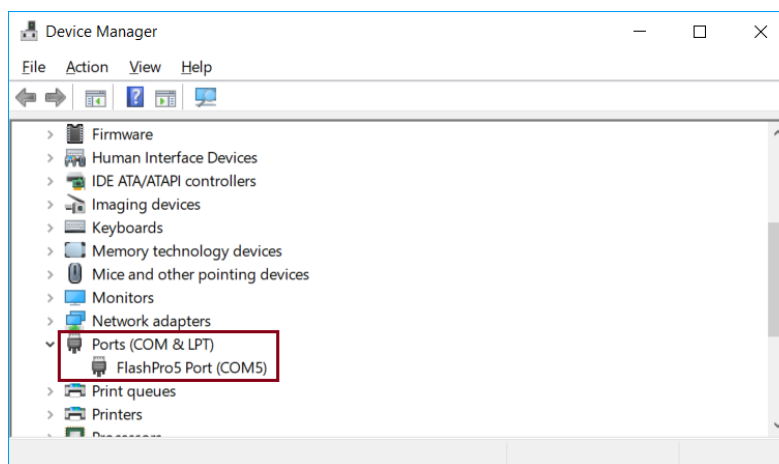 Device Manager
File Action View Help
Firmware
Human Interface Devices
IDE ATA/ATAPI controllers
Imaging devices
Keyboards
Memory technology devices
Mice and other pointing devices
Monitors
Network adapters
Ports (COM & LPT)
FlashPro5 Port (COM5)
Print queues
Printers
Processors